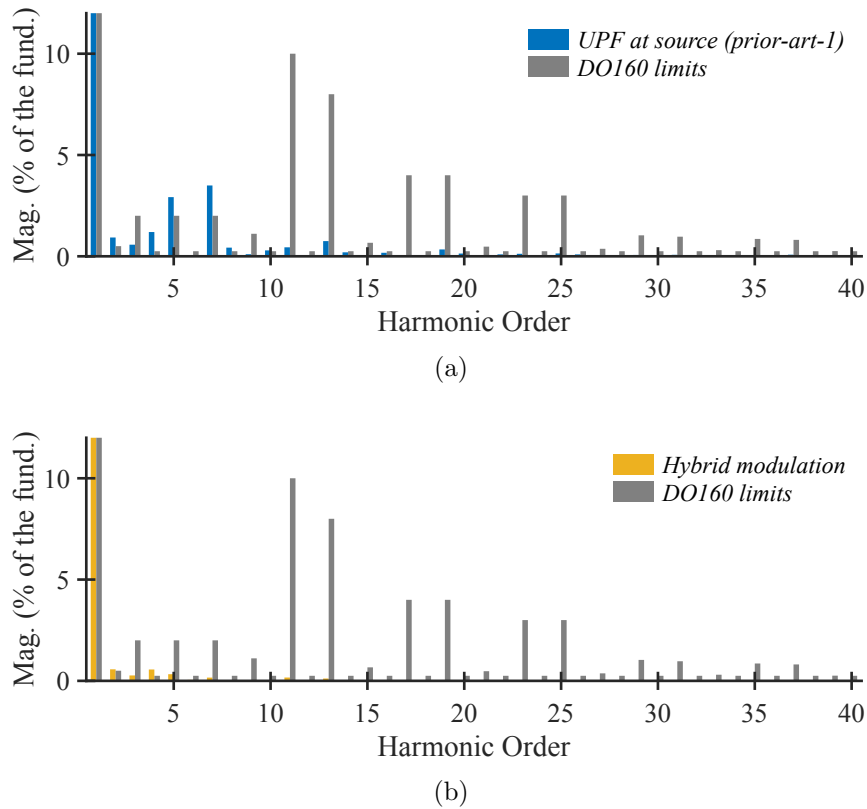 Mag. (% of the fund.)
10
5
0
UPF at source (prior-art-1)
DO160 limits
5 10 15 20 25 30 35 40
Harmonic Order
(a)
Mag. (% of the fund.)
10
5
0
Hybrid modulation
DO160 limits
5 10 15 20 25 30 35 40
Harmonic Order
(b)